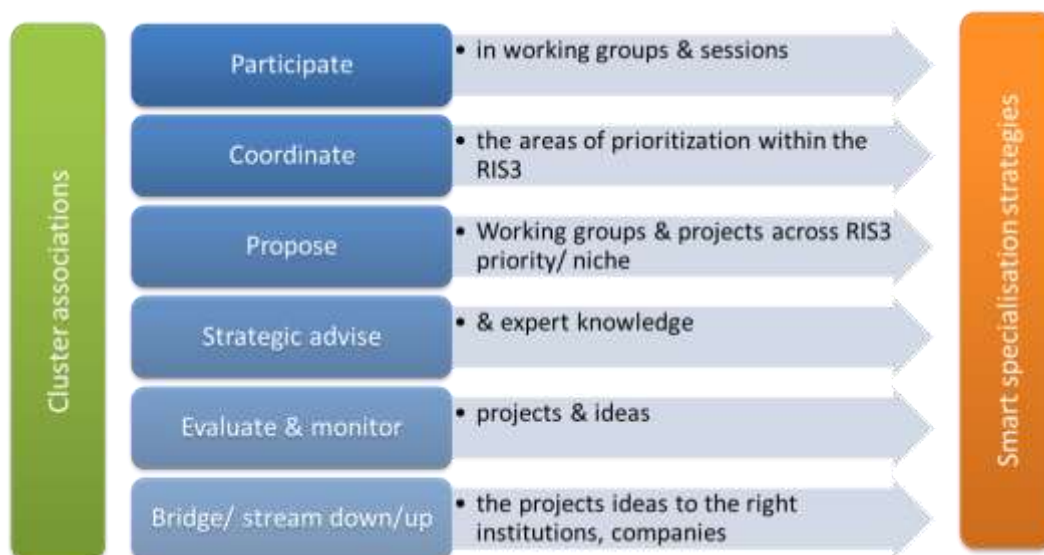 Cluster associations
Participate
• in working groups & sessions
Coordinate
• the areas of prioritization within the
RIS3
Propose
• Working groups & projects across RIS3
priority/ niche
Strategic advise
• & expert knowledge
Evaluate & monitor
• projects & ideas
Bridge/ stream down/up
• the projects ideas to the right
institutions, companies
Smart specialisation strategies